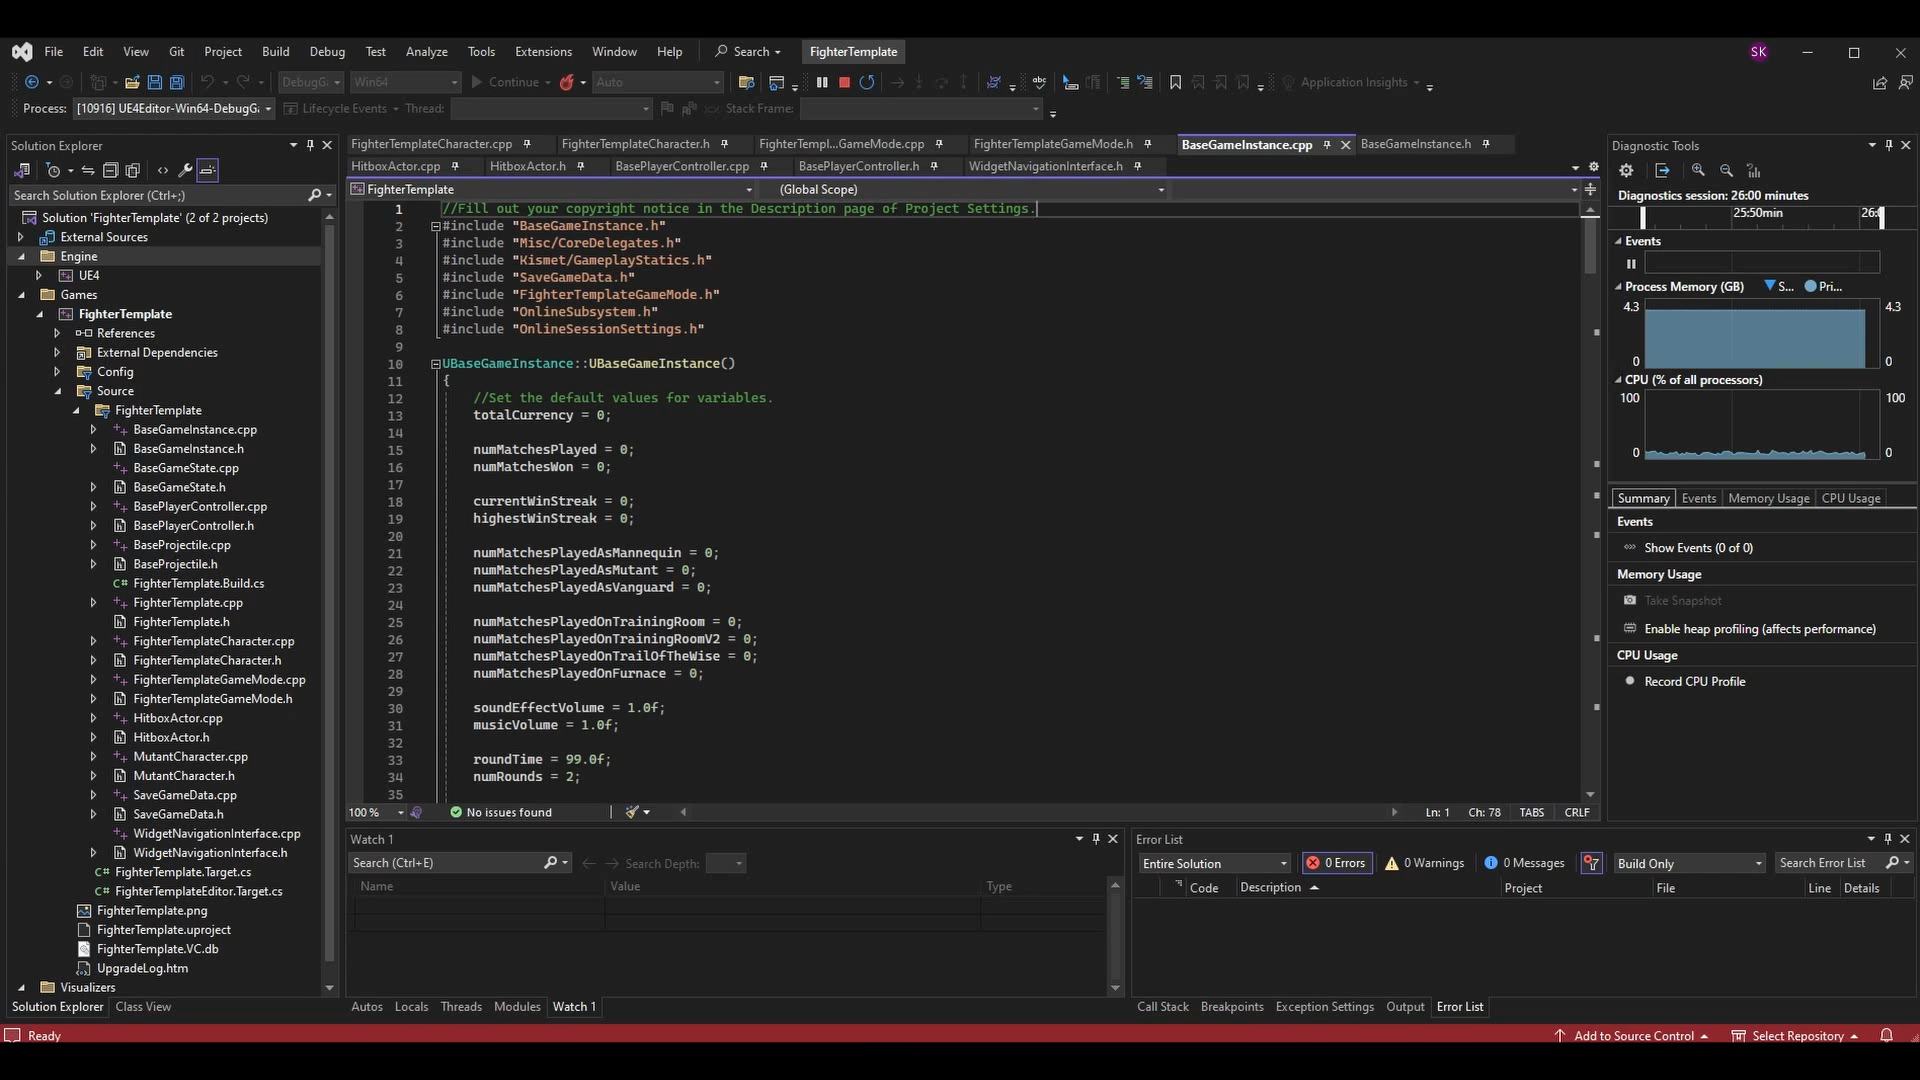 File Edit View Git Project Build Debug Test Analyze Tools Extensions Window Help Search FighterTemplate SK
DebugG Win64 Continue Auto Application Insights
Process: [10916] UE4Editor-Win64-DebugGa Lifecycle Events Thread: Stack Frame:
Solution Explorer
Search Solution Explorer (Ctrl+;)
Solution 'FighterTemplate' (2 of 2 projects)
External Sources
Engine
UE4
Games
FighterTemplate
References
External Dependencies
Config
Source
FighterTemplate
BaseGameInstance.cpp
BaseGameInstance.h
BaseGameState.cpp
BaseGameState.h
BasePlayerController.cpp
BasePlayerController.h
BaseProjectile.cpp
BaseProjectile.h
C# FighterTemplate.Build.cs
FighterTemplate.cpp
FighterTemplate.h
FighterTemplateCharacter.cpp
FighterTemplateCharacter.h
FighterTemplateGameMode.cpp
FighterTemplateGameMode.h
HitboxActor.cpp
HitboxActor.h
MutantCharacter.cpp
MutantCharacter.h
SaveGameData.cpp
SaveGameData.h
WidgetNavigationInterface.cpp
WidgetNavigationInterface.h
C# FighterTemplate.Target.cs
C# FighterTemplateEditor.Target.cs
FighterTemplate.png
FighterTemplate.uproject
FighterTemplate.VC.db
UpgradeLog.htm
Visualizers
Solution Explorer Class View
FighterTemplateCharacter.cpp FighterTemplateCharacter.h FighterTempl...GameMode.cpp FighterTemplateGameMode.h BaseGameInstance.cpp BaseGameInstance.h
HitboxActor.cpp HitboxActor.h BasePlayerController.cpp BasePlayerController.h WidgetNavigationInterface.h
FighterTemplate (Global Scope)
1 //Fill out your copyright notice in the Description page of Project Settings.
2 #include "BaseGameInstance.h"
3 #include "Misc/CoreDelegates.h"
4 #include "Kismet/GameplayStatics.h"
5 #include "SaveGameData.h"
6 #include "FighterTemplateGameMode.h"
7 #include "OnlineSubsystem.h"
8 #include "OnlineSessionSettings.h"
9
10 UBaseGameInstance::UBaseGameInstance()
11 {
12 //Set the default values for variables.
13 totalCurrency = 0;
14
15 numMatchesPlayed = 0;
16 numMatchesWon = 0;
17
18 currentWinStreak = 0;
19 highestWinStreak = 0;
20
21 numMatchesPlayedAsMannequin = 0;
22 numMatchesPlayedAsMutant = 0;
23 numMatchesPlayedAsVanguard = 0;
24
25 numMatchesPlayedOnTrainingRoom = 0;
26 numMatchesPlayedOnTrainingRoomV2 = 0;
27 numMatchesPlayedOnTrailOfTheWise = 0;
28 numMatchesPlayedOnFurnace = 0;
29
30 soundEffectVolume = 1.0f;
31 musicVolume = 1.0f;
32
33 roundTime = 99.0f;
34 numRounds = 2;
35
100 % No issues found Ln: 1 Ch: 78 TABS CRLF
Watch 1
Search (Ctrl+E) Search Depth:
Name Value Type
Autos Locals Threads Modules Watch 1
Error List
Entire Solution 0 Errors 0 Warnings 0 Messages Build Only Search Error List
Code Description Project File Line Details
Call Stack Breakpoints Exception Settings Output Error List
Diagnostic Tools
Diagnostics session: 26:00 minutes
25:50min 26:0
Events
Process Memory (GB) S... Pri...
4.3 4.3
0 0
CPU (% of all processors)
100 100
0 0
Summary Events Memory Usage CPU Usage
Events
Show Events (0 of 0)
Memory Usage
Take Snapshot
Enable heap profiling (affects performance)
CPU Usage
Record CPU Profile
Ready Add to Source Control Select Repository